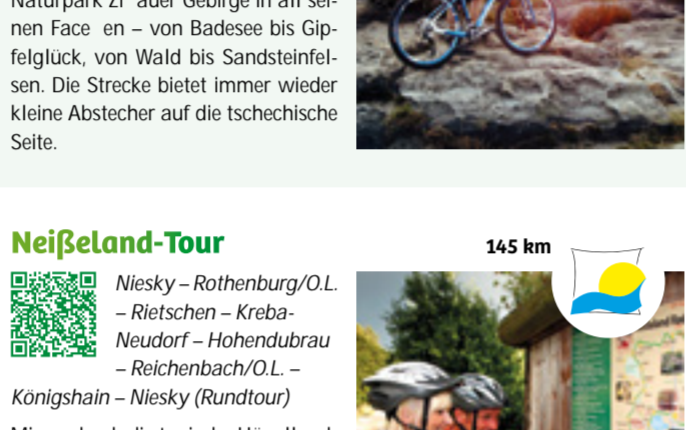 Naturpark Zi auer Gebirge in all sei-
nen Face en – von Badesee bis Gip-
felglück, von Wald bis Sandsteinfel-
sen. Die Strecke bietet immer wieder
kleine Abstecher auf die tschechische
Seite.
Neißeland-Tour
145 km
Niesky – Rothenburg/O.L.
– Rietschen – Kreba-
Neudorf – Hohendubrau
– Reichenbach/O.L. –
Königshain – Niesky (Rundtour)